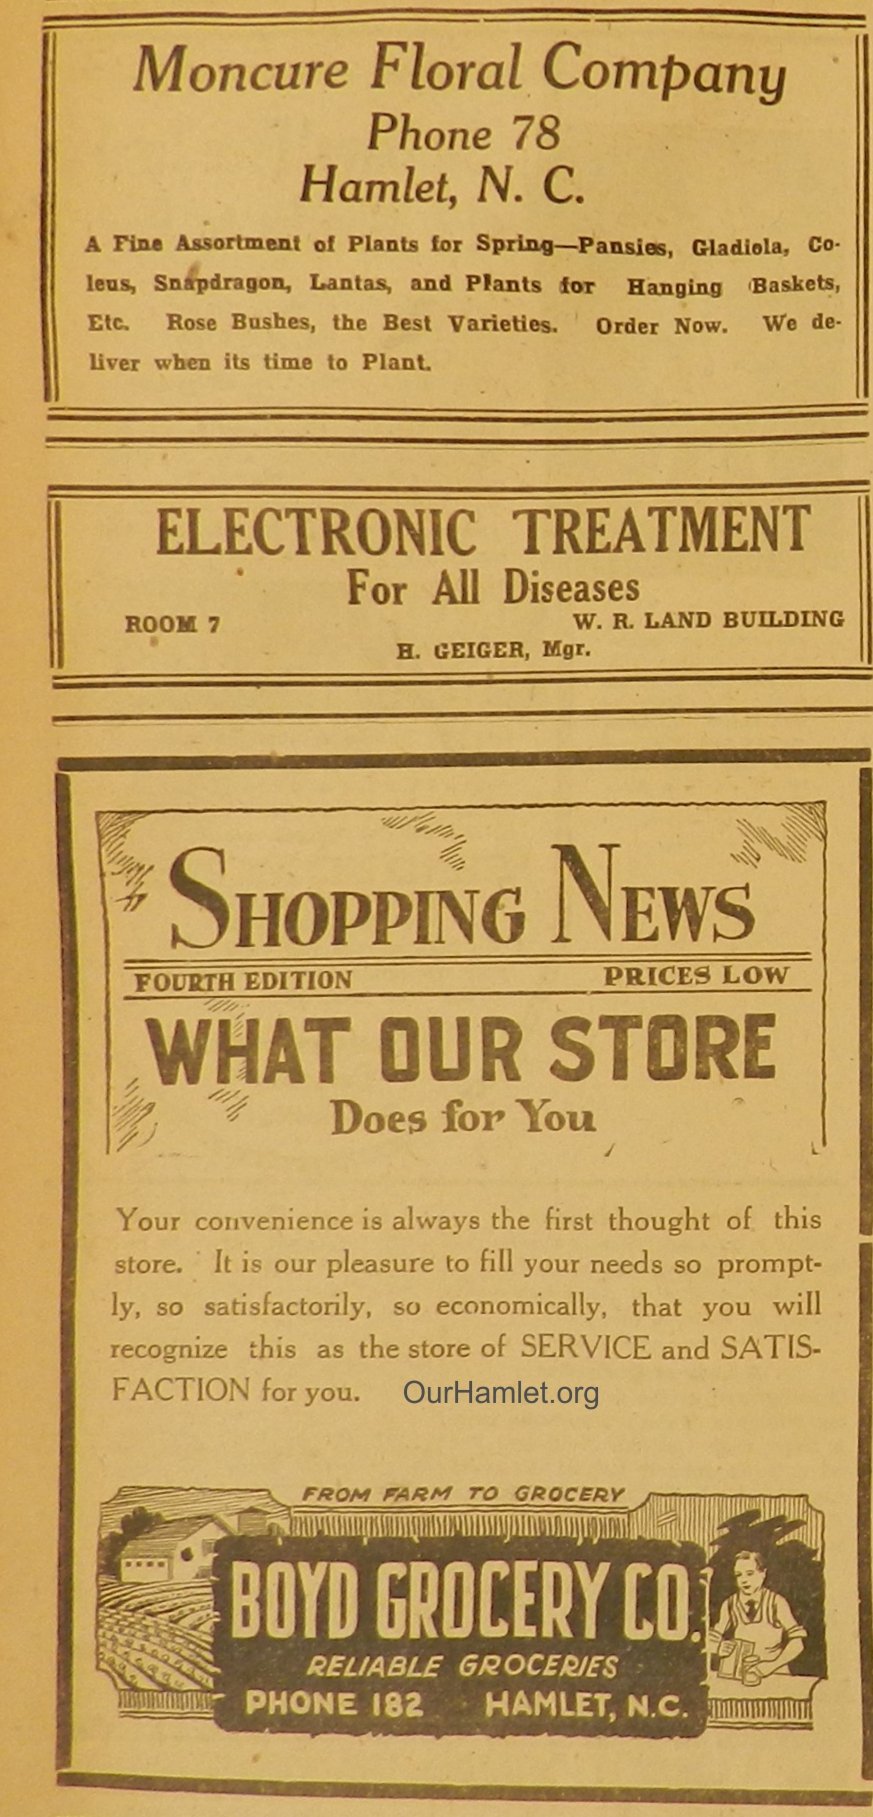 Moncure Floral Company
Phone 78
Hamlet, N. C.
A Fine Assortment of Plants for Spring—Pansies, Gladiola, Co-
leus, Snapdragon, Lantas, and Plants for Hanging Baskets,
Etc. Rose Bushes, the Best Varieties. Order Now. We de-
liver when its time to Plant.
ELECTRONIC TREATMENT
For All Diseases
ROOM 7 W. R. LAND BUILDING
H. GEIGER, Mgr.
SHOPPING NEWS
FOURTH EDITION PRICES LOW
WHAT OUR STORE
Does for You
Your convenience is always the first thought of this
store. It is our pleasure to fill your needs so prompt-
ly, so satisfactorily, so economically, that you will
recognize this as the store of SERVICE and SATIS-
FACTION for you. OurHamlet.org
FROM FARM TO GROCERY
BOYD GROCERY CO.
RELIABLE GROCERIES
PHONE 182 HAMLET, N.C.